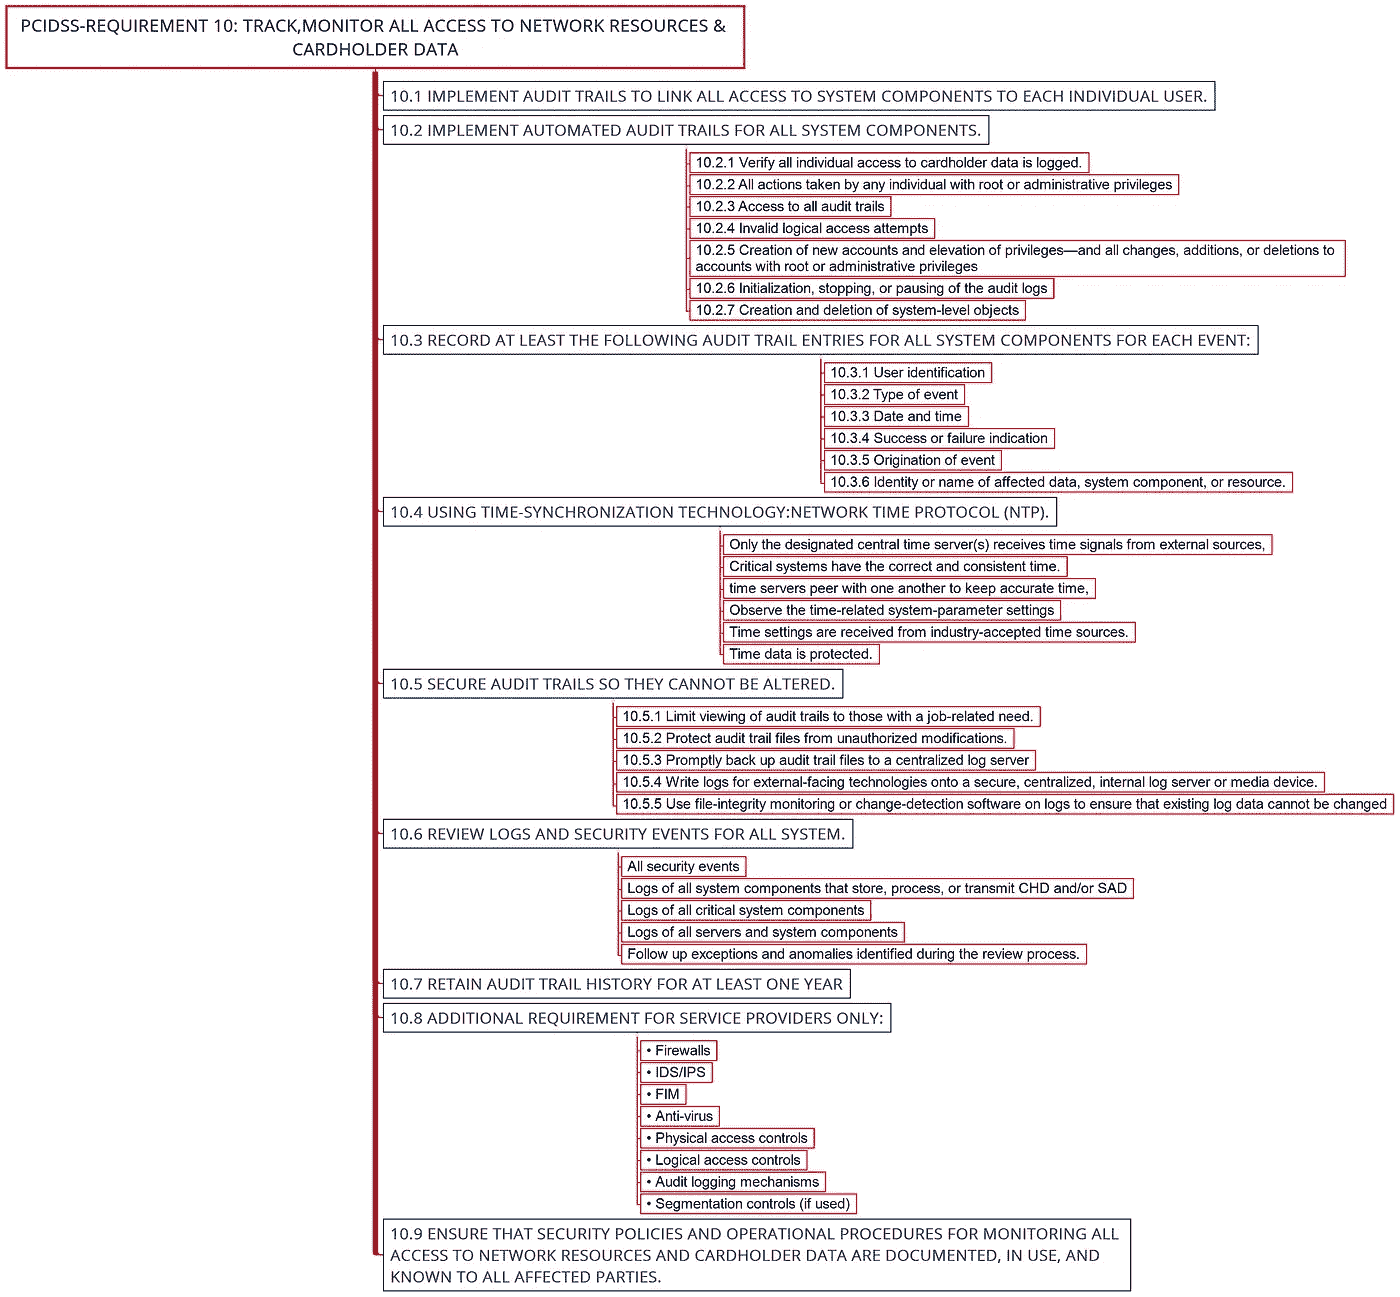 PCIDSS-REQUIREMENT 10: TRACK,MONITOR ALL ACCESS TO NETWORK RESOURCES &
CARDHOLDER DATA
10.1 IMPLEMENT AUDIT TRAILS TO LINK ALL ACCESS TO SYSTEM COMPONENTS TO EACH INDIVIDUAL USER.
10.2 IMPLEMENT AUTOMATED AUDIT TRAILS FOR ALL SYSTEM COMPONENTS.
10.2.1 Verify all individual access to cardholder data is logged.
10.2.2 All actions taken by any individual with root or administrative privileges
10.2.3 Access to all audit trails
10.2.4 Invalid logical access attempts
10.2.5 Creation of new accounts and elevation of privileges—and all changes, additions, or deletions to
accounts with root or administrative privileges
10.2.6 Initialization, stopping, or pausing of the audit logs
10.2.7 Creation and deletion of system-level objects
10.3 RECORD AT LEAST THE FOLLOWING AUDIT TRAIL ENTRIES FOR ALL SYSTEM COMPONENTS FOR EACH EVENT:
10.3.1 User identification
10.3.2 Type of event
10.3.3 Date and time
10.3.4 Success or failure indication
10.3.5 Origination of event
10.3.6 Identity or name of affected data, system component, or resource.
10.4 USING TIME-SYNCHRONIZATION TECHNOLOGY:NETWORK TIME PROTOCOL (NTP).
Only the designated central time server(s) receives time signals from external sources,
Critical systems have the correct and consistent time.
time servers peer with one another to keep accurate time,
Observe the time-related system-parameter settings
Time settings are received from industry-accepted time sources.
Time data is protected.
10.5 SECURE AUDIT TRAILS SO THEY CANNOT BE ALTERED.
10.5.1 Limit viewing of audit trails to those with a job-related need.
10.5.2 Protect audit trail files from unauthorized modifications.
10.5.3 Promptly back up audit trail files to a centralized log server
10.5.4 Write logs for external-facing technologies onto a secure, centralized, internal log server or media device.
10.5.5 Use file-integrity monitoring or change-detection software on logs to ensure that existing log data cannot be changed
10.6 REVIEW LOGS AND SECURITY EVENTS FOR ALL SYSTEM.
All security events
Logs of all system components that store, process, or transmit CHD and/or SAD
Logs of all critical system components
Logs of all servers and system components
Follow up exceptions and anomalies identified during the review process.
10.7 RETAIN AUDIT TRAIL HISTORY FOR AT LEAST ONE YEAR
10.8 ADDITIONAL REQUIREMENT FOR SERVICE PROVIDERS ONLY:
• Firewalls
• IDS/IPS
• FIM
• Anti-virus
• Physical access controls
• Logical access controls
• Audit logging mechanisms
• Segmentation controls (if used)
10.9 ENSURE THAT SECURITY POLICIES AND OPERATIONAL PROCEDURES FOR MONITORING ALL
ACCESS TO NETWORK RESOURCES AND CARDHOLDER DATA ARE DOCUMENTED, IN USE, AND
KNOWN TO ALL AFFECTED PARTIES.